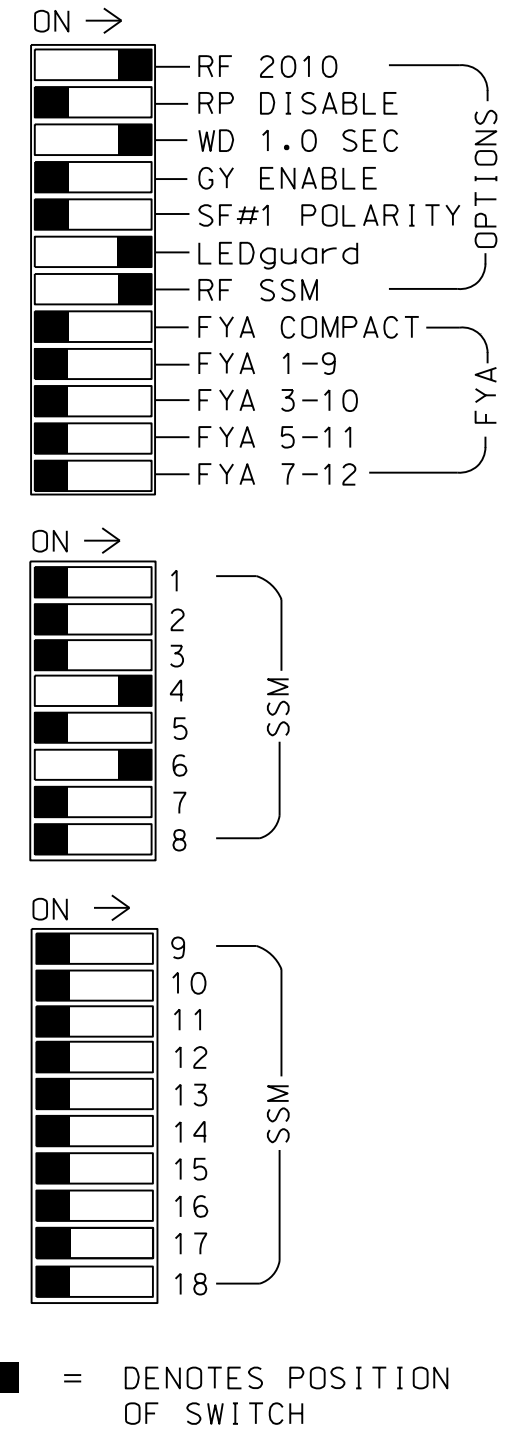 ON →
RF 2010
RP DISABLE
WD 1.0 SEC
GY ENABLE
SF#1 POLARITY
LEDguard
RF SSM
OPTIONS
FYA COMPACT
FYA 1-9
FYA 3-10
FYA 5-11
FYA 7-12
FYA
ON →
1
2
3
4
5
6
7
8
SSM
ON →
9
10
11
12
13
14
15
16
17
18
SSM
= DENOTES POSITION
OF SWITCH